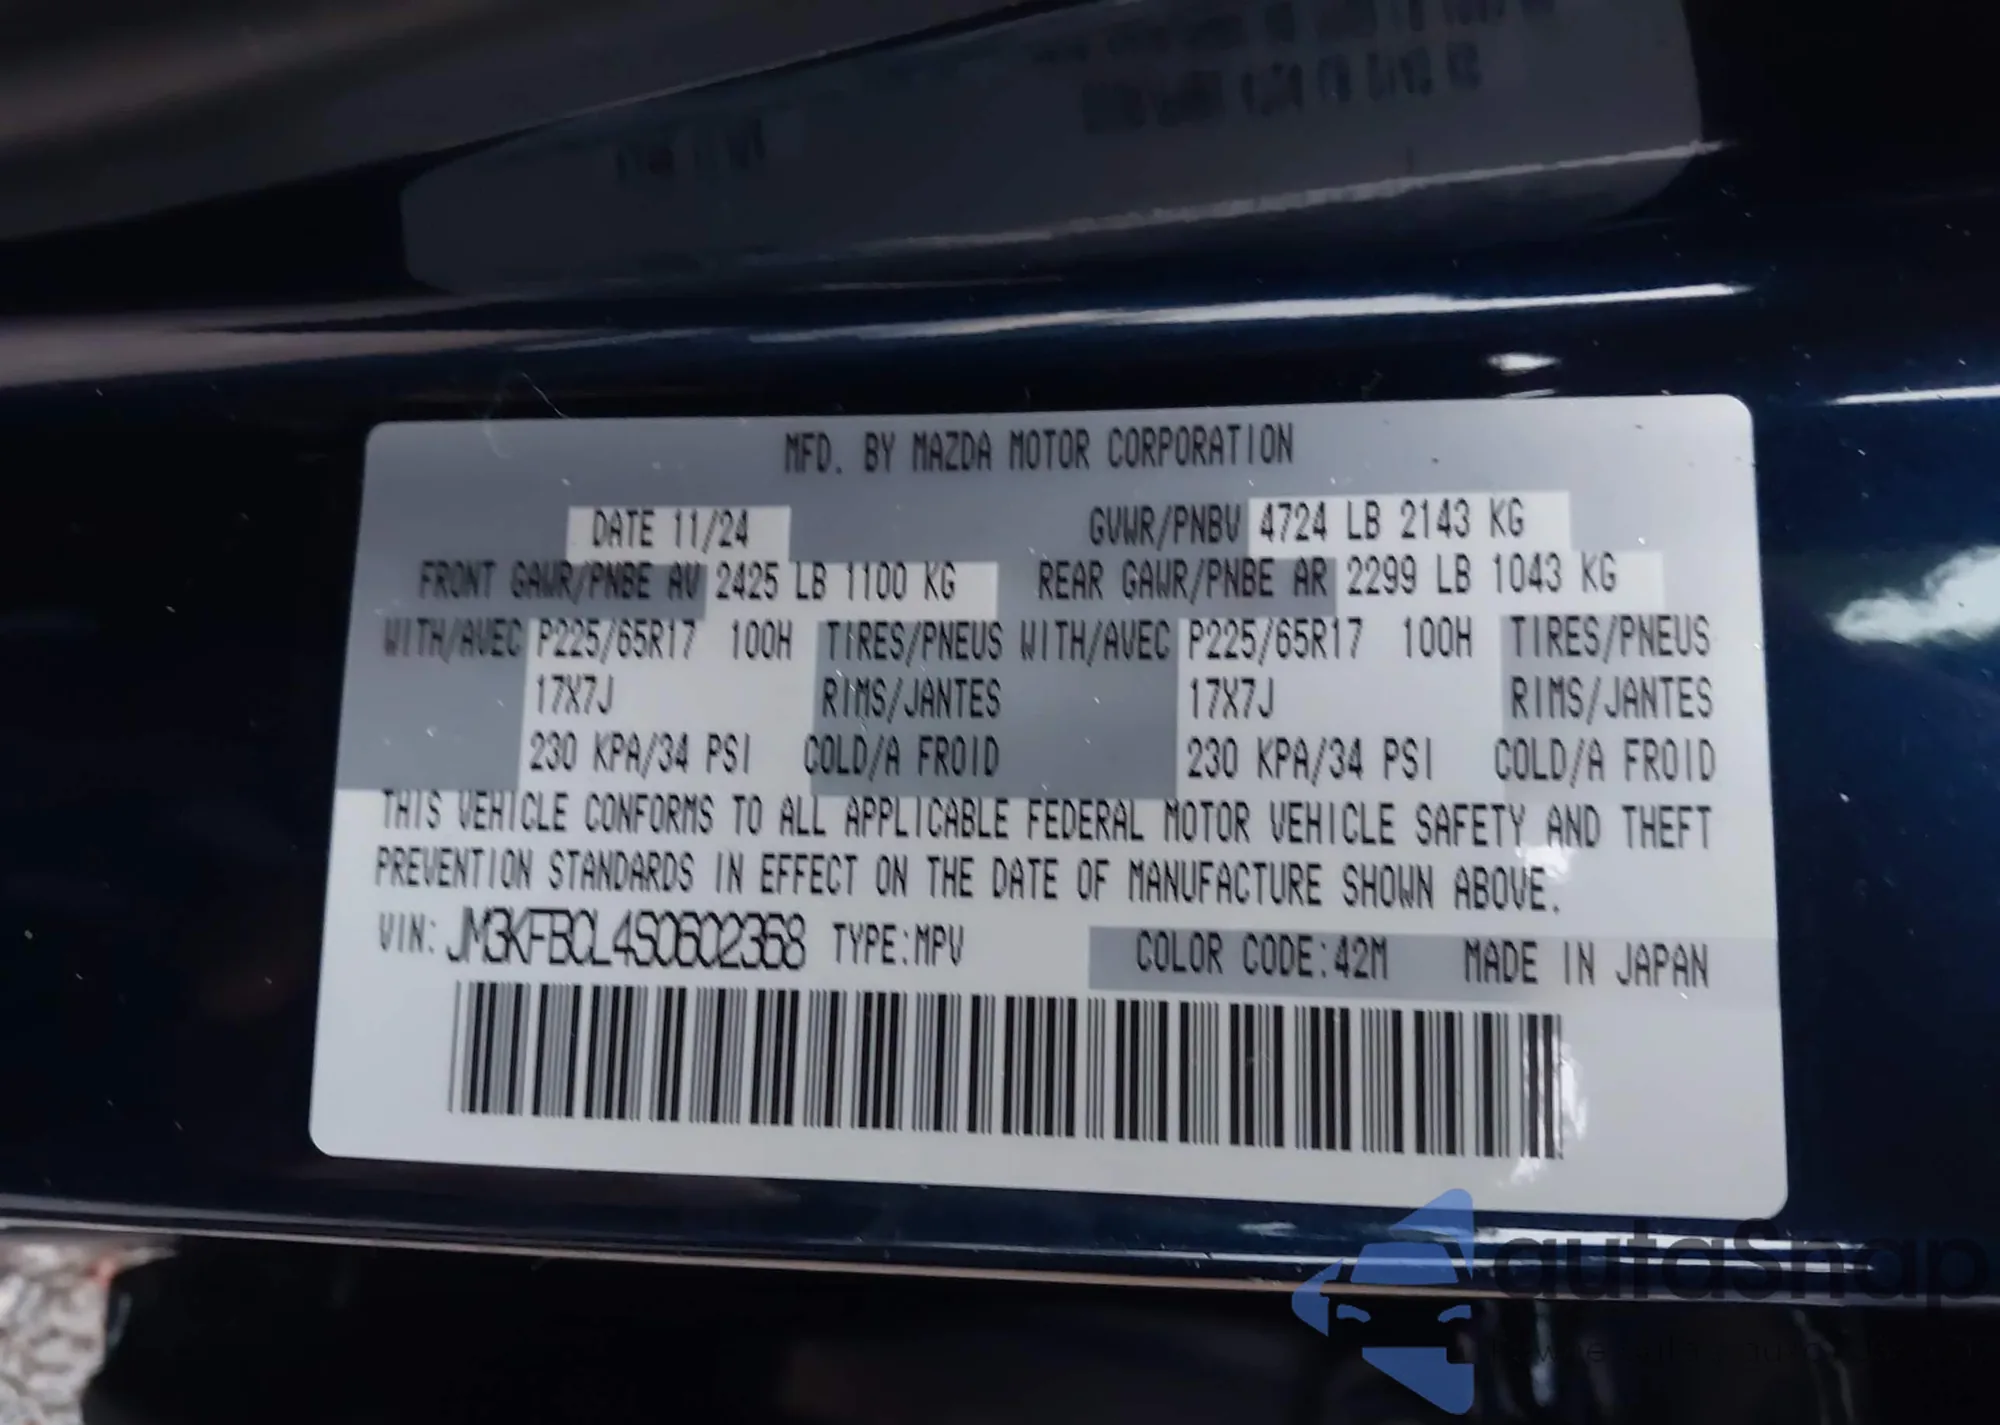 MFD. BY MAZDA MOTOR CORPORATION
DATE 11/24 GVWR/PNBV 4724 LB 2143 KG
FRONT GAWR/PNBE AV 2425 LB 1100 KG REAR GAWR/PNBE AR 2299 LB 1043 KG
WITH/AVEC P225/65R17 100H TIRES/PNEUS WITH/AVEC P225/65R17 100H TIRES/PNEUS
17X7J RIMS/JANTES 17X7J RIMS/JANTES
230 KPA/34 PSI COLD/A FROID 230 KPA/34 PSI COLD/A FROID
THIS VEHICLE CONFORMS TO ALL APPLICABLE FEDERAL MOTOR VEHICLE SAFETY AND THEFT
PREVENTION STANDARDS IN EFFECT ON THE DATE OF MANUFACTURE SHOWN ABOVE.
VIN: JM3KFBCL4S0602368 TYPE:MPV COLOR CODE:42M MADE IN JAPAN
autoSnap